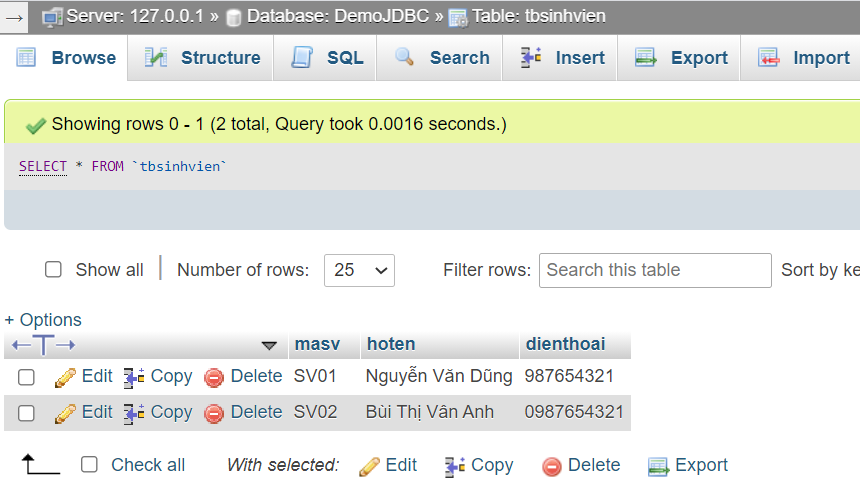 Server: 127.0.0.1 » Database: DemoJDBC » Table: tbsinhvien
Browse Structure SQL Search Insert Export Import
Showing rows 0 - 1 (2 total, Query took 0.0016 seconds.)
SELECT * FROM `tbsinhvien`
Show all | Number of rows: 25 Filter rows: Search this table Sort by ke
+ Options
←T→ masv hoten dienthoai
Edit Copy Delete SV01 Nguyễn Văn Dũng 987654321
Edit Copy Delete SV02 Bùi Thị Vân Anh 0987654321
Check all With selected: Edit Copy Delete Export